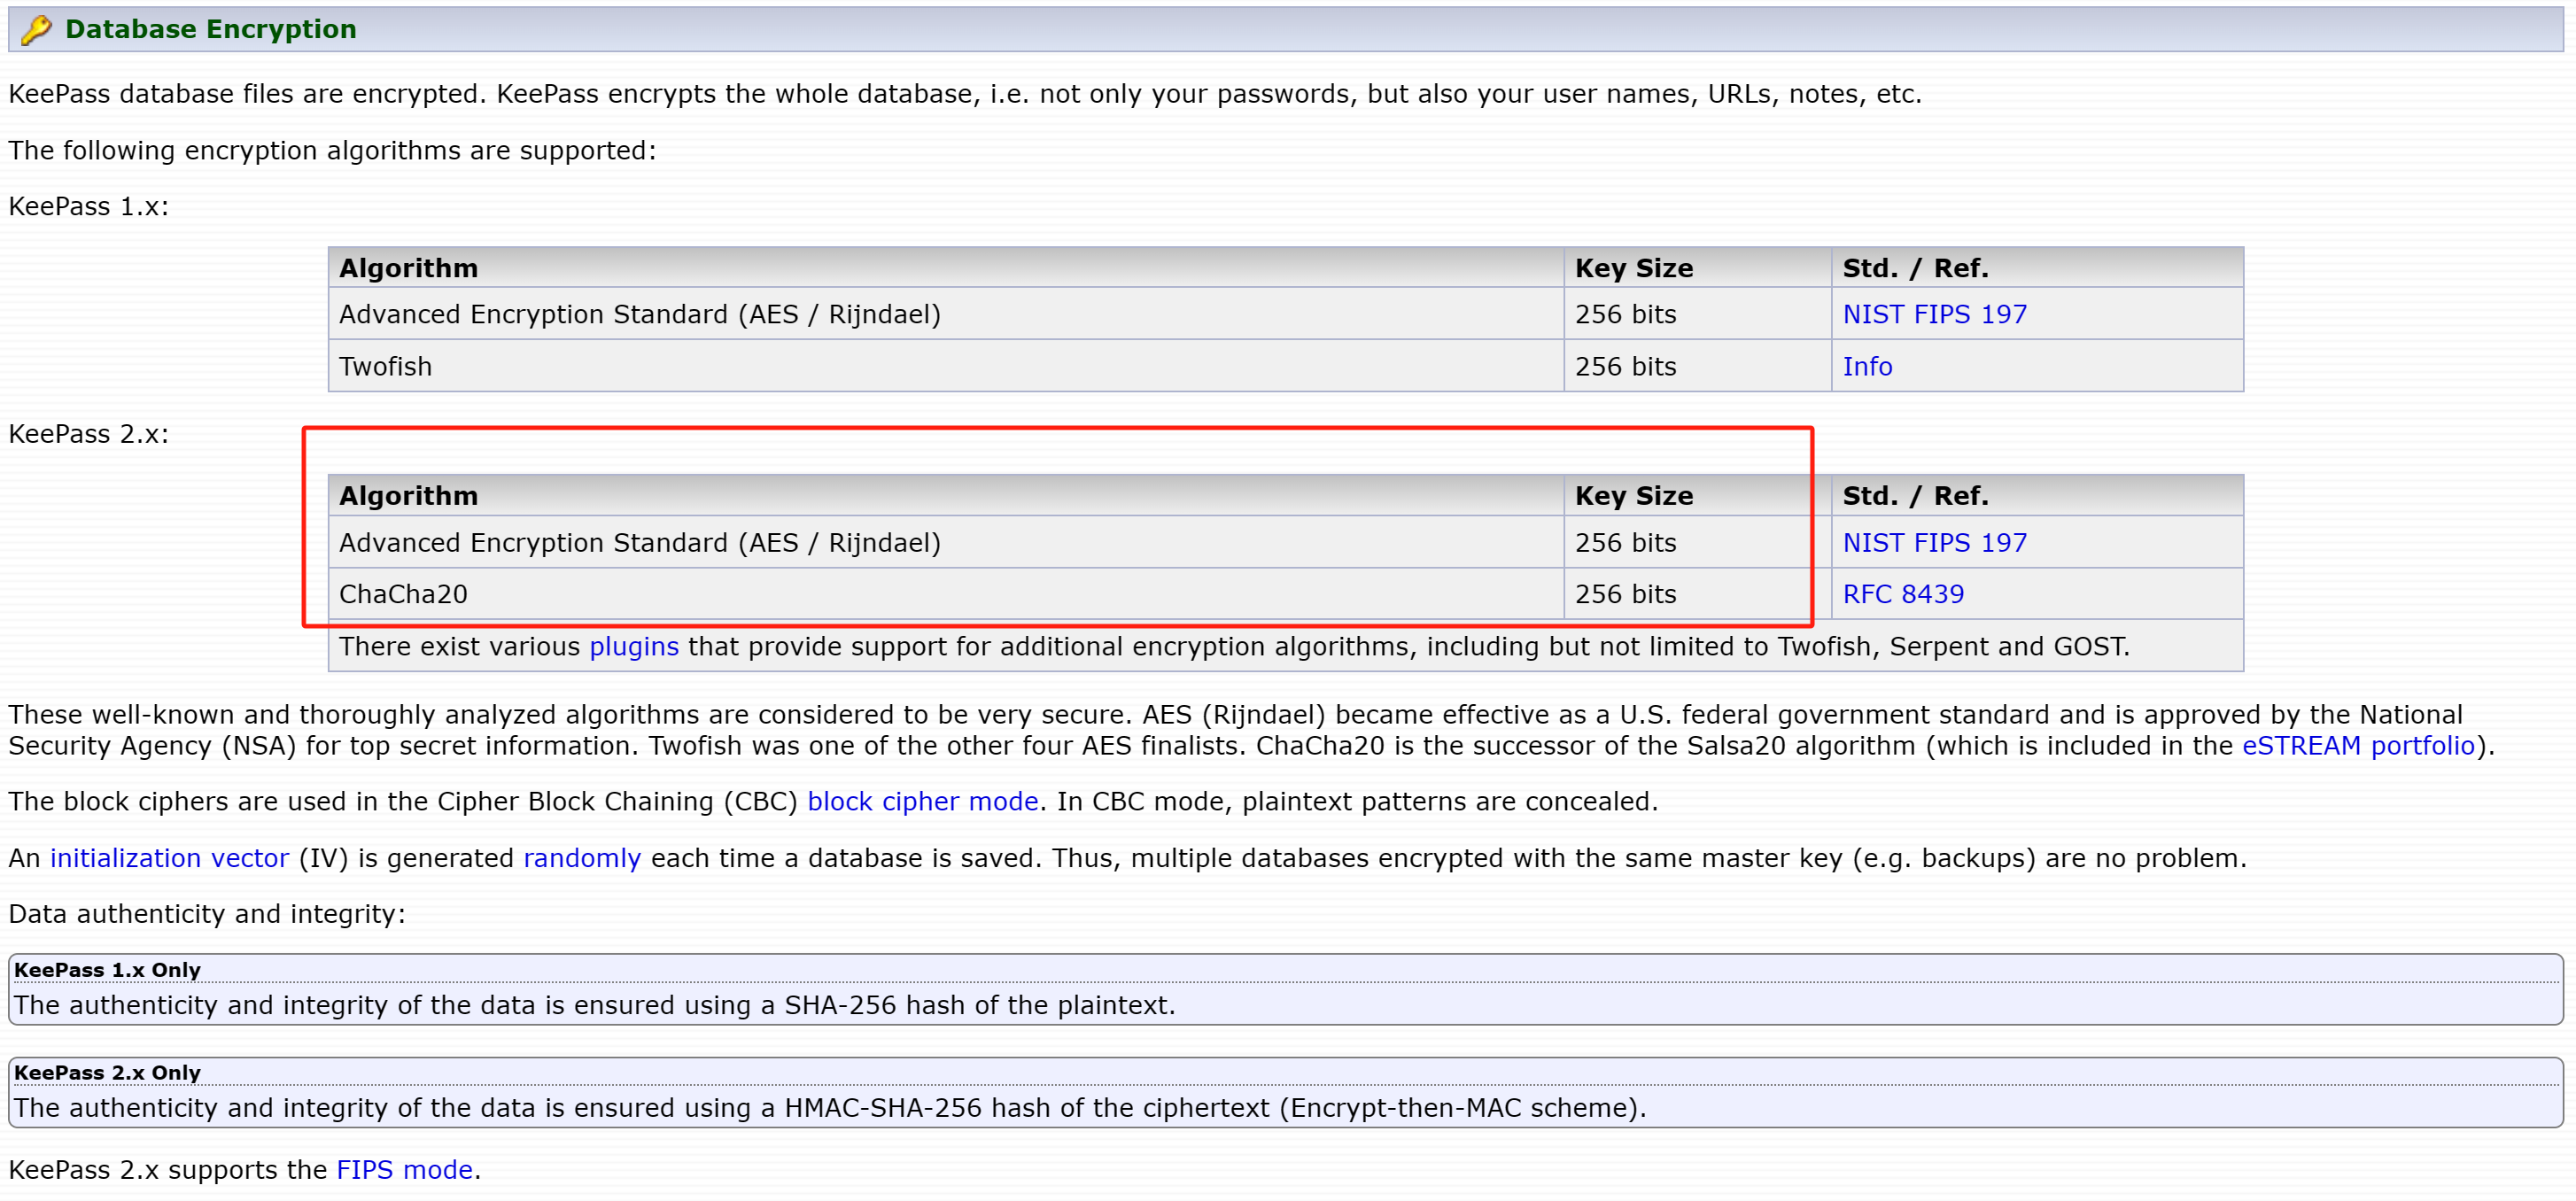 Database Encryption
KeePass database files are encrypted. KeePass encrypts the whole database, i.e. not only your passwords, but also your user names, URLs, notes, etc.
The following encryption algorithms are supported:
KeePass 1.x:
Algorithm Key Size Std. / Ref.
Advanced Encryption Standard (AES / Rijndael) 256 bits NIST FIPS 197
Twofish 256 bits Info
KeePass 2.x:
Algorithm Key Size Std. / Ref.
Advanced Encryption Standard (AES / Rijndael) 256 bits NIST FIPS 197
ChaCha20 256 bits RFC 8439
There exist various plugins that provide support for additional encryption algorithms, including but not limited to Twofish, Serpent and GOST.
These well-known and thoroughly analyzed algorithms are considered to be very secure. AES (Rijndael) became effective as a U.S. federal government standard and is approved by the National
Security Agency (NSA) for top secret information. Twofish was one of the other four AES finalists. ChaCha20 is the successor of the Salsa20 algorithm (which is included in the eSTREAM portfolio).
The block ciphers are used in the Cipher Block Chaining (CBC) block cipher mode. In CBC mode, plaintext patterns are concealed.
An initialization vector (IV) is generated randomly each time a database is saved. Thus, multiple databases encrypted with the same master key (e.g. backups) are no problem.
Data authenticity and integrity:
KeePass 1.x Only
The authenticity and integrity of the data is ensured using a SHA-256 hash of the plaintext.
KeePass 2.x Only
The authenticity and integrity of the data is ensured using a HMAC-SHA-256 hash of the ciphertext (Encrypt-then-MAC scheme).
KeePass 2.x supports the FIPS mode.